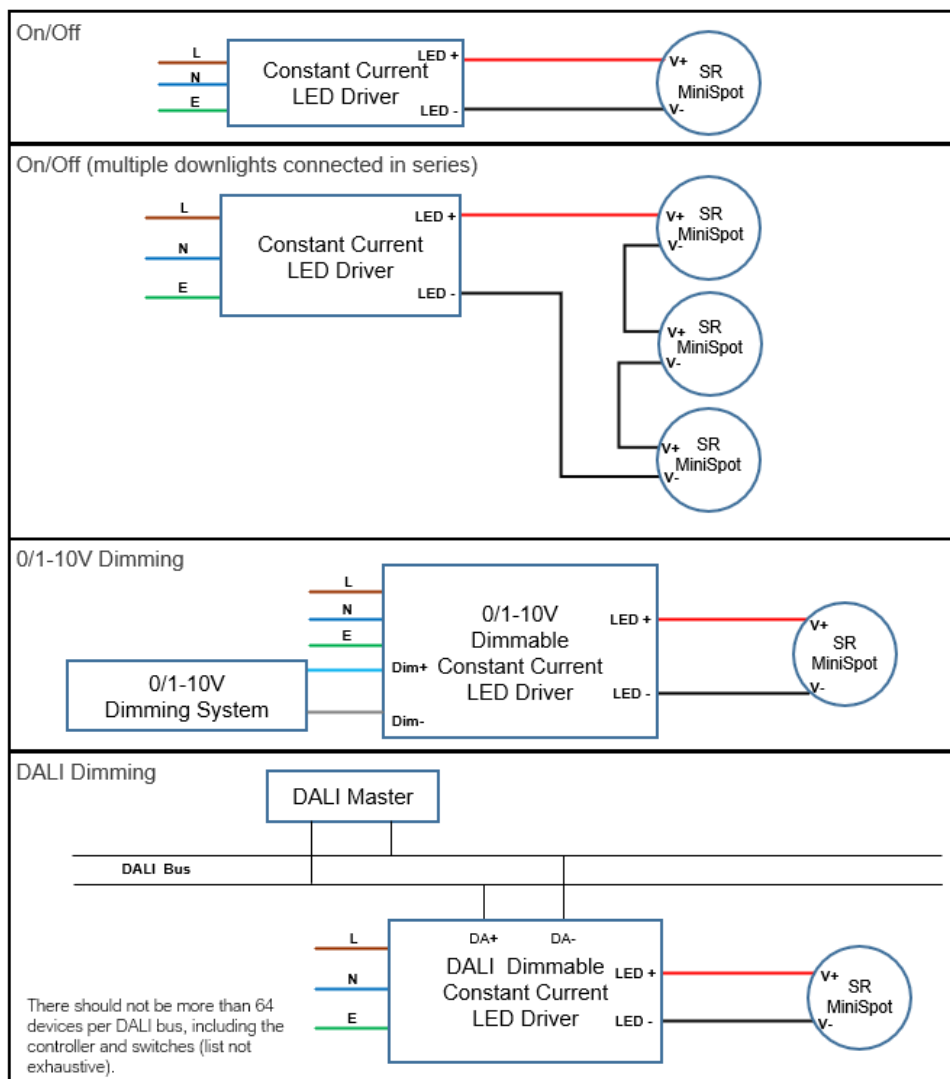 On/Off
L
N
E
Constant Current
LED Driver
LED +
LED -
V+
SR
MiniSpot
V-
On/Off (multiple downlights connected in series)
L
N
E
Constant Current
LED Driver
LED +
LED -
V+
SR
MiniSpot
V-
V+
SR
MiniSpot
V-
V+
SR
MiniSpot
V-
0/1-10V Dimming
L
N
E
0/1-10V
Dimming System
Dim+
Dim-
0/1-10V
Dimmable
Constant Current
LED Driver
LED +
LED -
V+
SR
MiniSpot
V-
DALI Dimming
DALI Master
DALI Bus
L
N
E
DA+
DA-
DALI Dimmable
Constant Current
LED Driver
LED +
LED -
V+
SR
MiniSpot
V-
There should not be more than 64
devices per DALI bus, including the
controller and switches (list not
exhaustive).